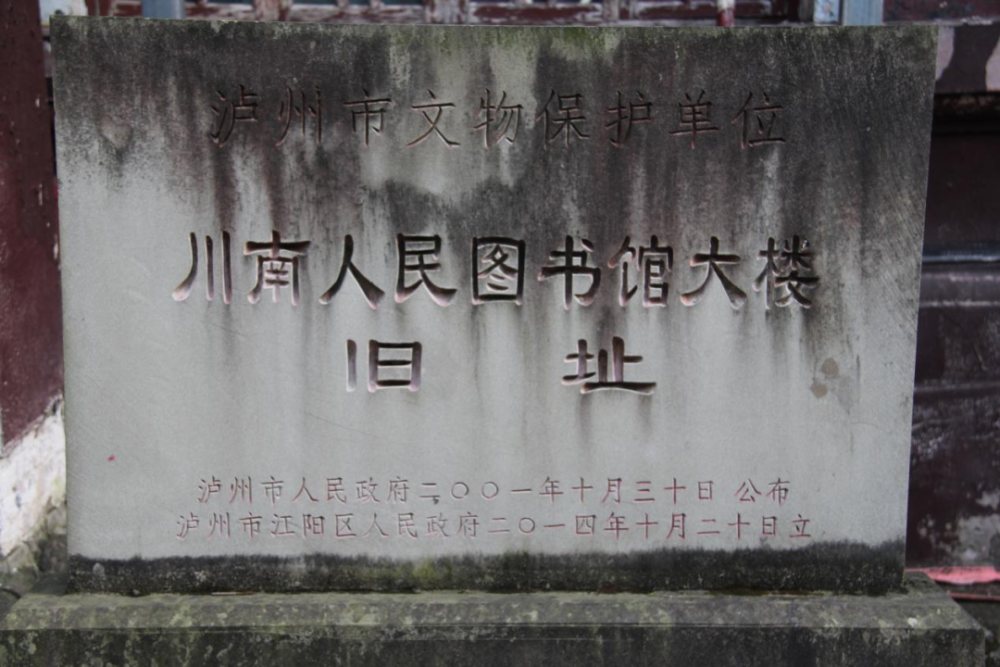 泸州市文物保护单位
川南人民图书馆大楼
旧址
泸州市人民政府二〇〇一年十月三十日 公布
泸州市江阳区人民政府二〇一四年十月二十日立